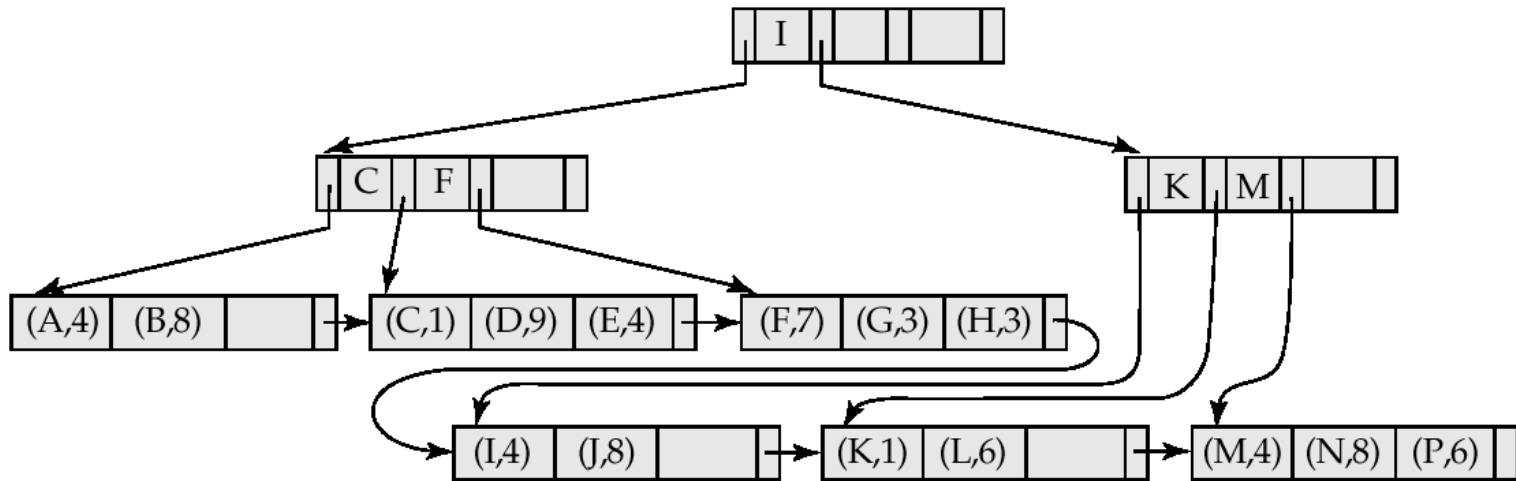 I
C F K M
(A,4) (B,8) (C,1) (D,9) (E,4) (F,7) (G,3) (H,3)
(I,4) (J,8) (K,1) (L,6) (M,4) (N,8) (P,6)